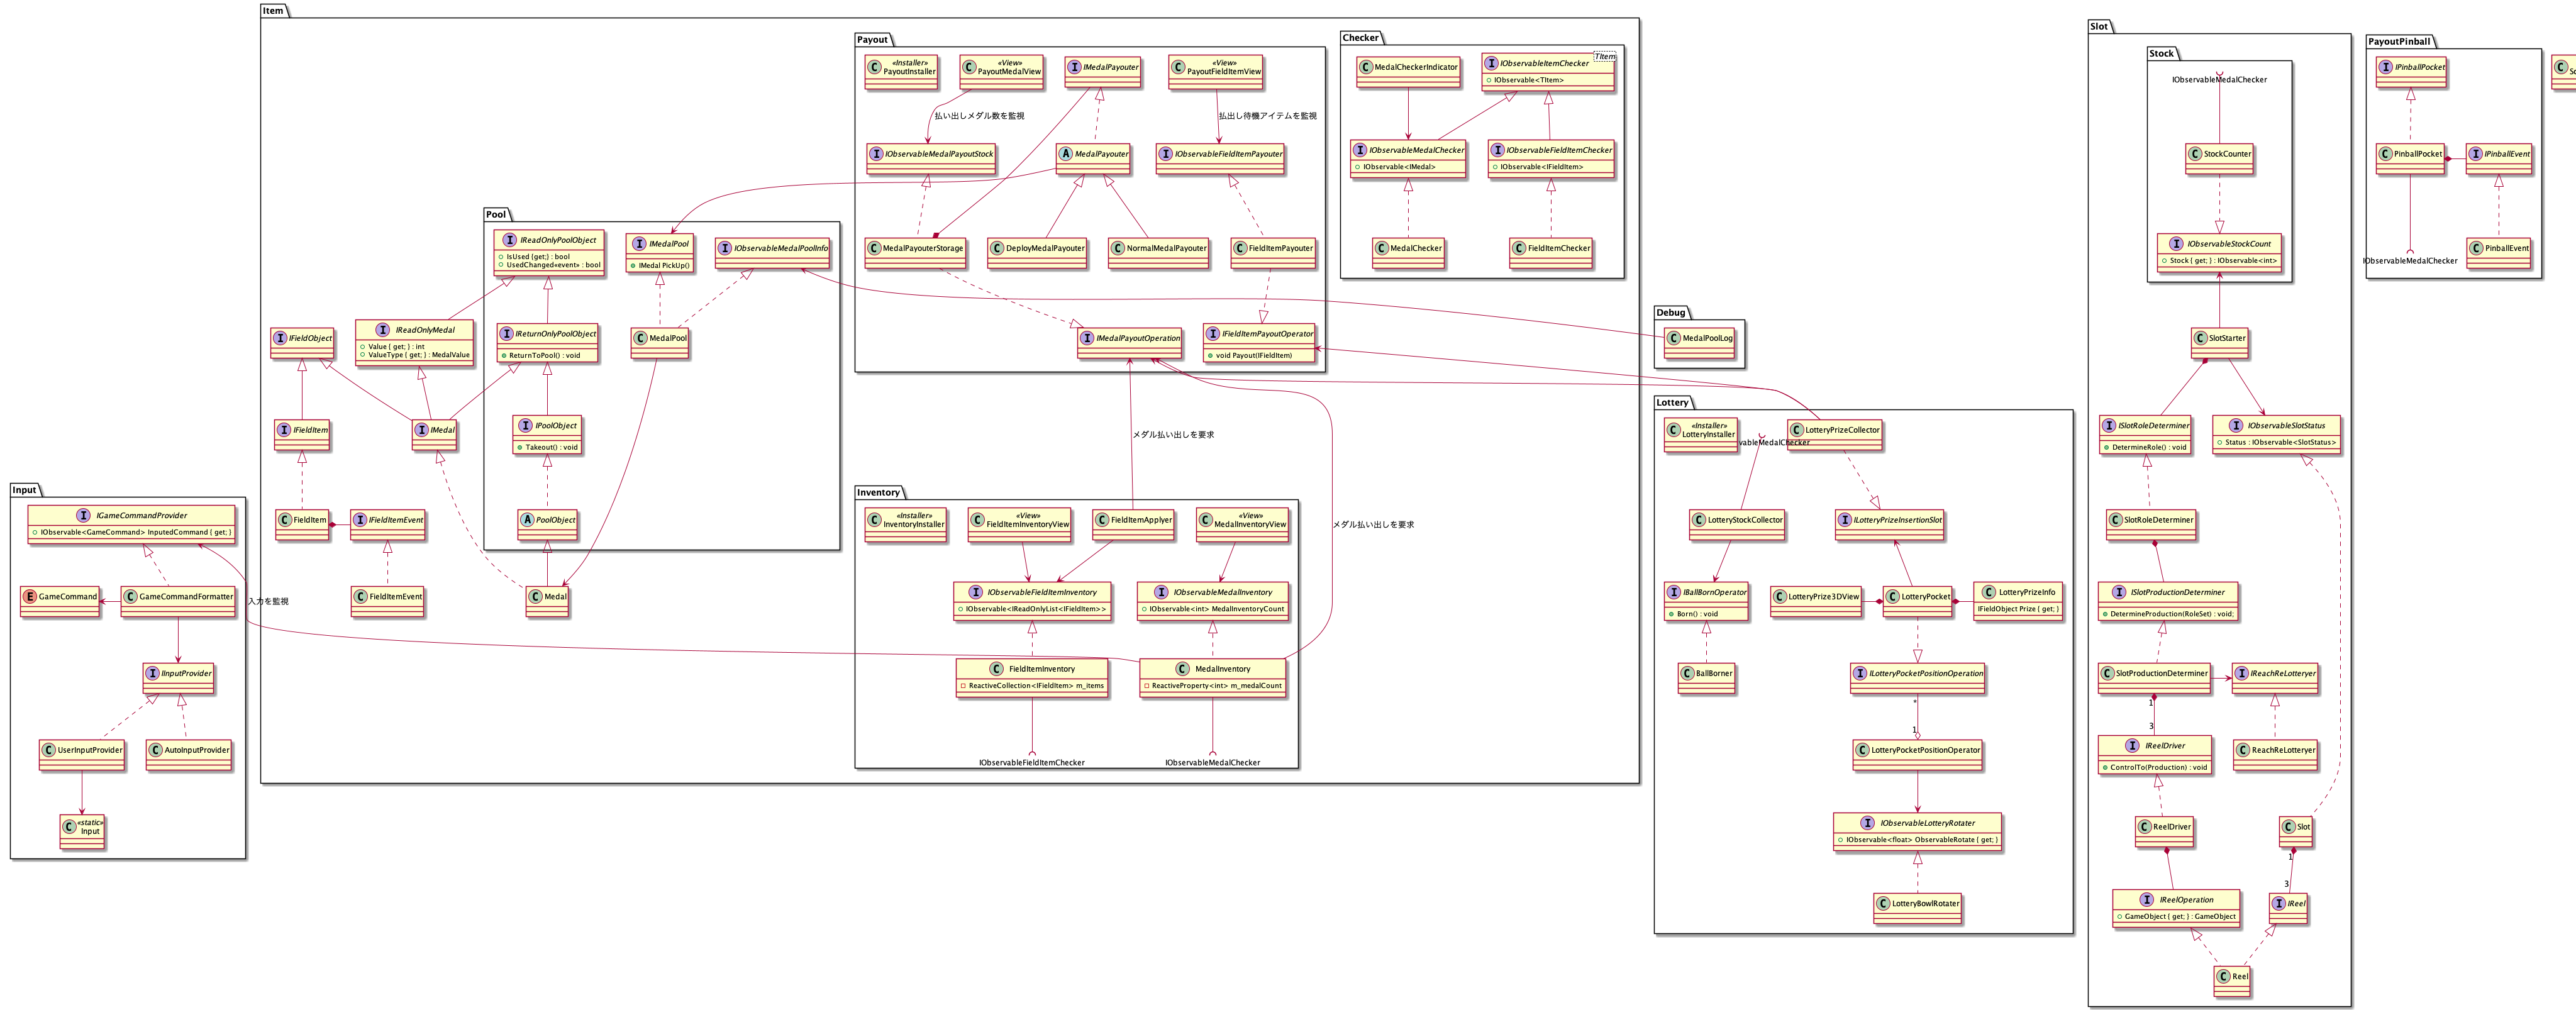 Item
Payout
C «Installer»
PayoutInstaller
C «View»
PayoutMedalView
I IMedalPayouter
C «View»
PayoutFieldItemView
払い出しメダル数を監視
払出し待機アイテムを監視
I IObservableMedalPayoutStock
A MedalPayouter
I IObservableFieldItemPayouter
C MedalPayouterStorage
C DeployMedalPayouter
C NormalMedalPayouter
C FieldItemPayouter
I IMedalPayoutOperation
I IFieldItemPayoutOperator
void Payout(IFieldItem)
Checker
C MedalCheckerIndicator
I IObservableItemChecker
TItem
IObservable<TItem>
I IObservableMedalChecker
IObservable<IMedal>
I IObservableFieldItemChecker
IObservable<IFieldItem>
C MedalChecker
C FieldItemChecker
Pool
I IReadOnlyPoolObject
IsUsed {get;} : bool
UsedChanged«event» : bool
I IMedalPool
IMedal PickUp()
I IObservableMedalPoolInfo
I IReturnOnlyPoolObject
ReturnToPool() : void
C MedalPool
I IPoolObject
Takeout() : void
A PoolObject
I IFieldObject
I IReadOnlyMedal
Value { get; } : int
ValueType { get; } : MedalValue
I IFieldItem
I IMedal
C FieldItem
I IFieldItemEvent
C FieldItemEvent
C Medal
メダル払い出しを要求
メダル払い出しを要求
Inventory
C «Installer»
InventoryInstaller
C «View»
FieldItemInventoryView
C FieldItemApplyer
C «View»
MedalInventoryView
I IObservableFieldItemInventory
IObservable<IReadOnlyList<IFieldItem>>
I IObservableMedalInventory
IObservable<int> MedalInventoryCount
C FieldItemInventory
ReactiveCollection<IFieldItem> m_items
C MedalInventory
ReactiveProperty<int> m_medalCount
IObservableFieldItemChecker
IObservableMedalChecker
Input
I IGameCommandProvider
IObservable<GameCommand> InputedCommand { get; }
入力を監視
E GameCommand
C GameCommandFormatter
I IInputProvider
C UserInputProvider
C AutoInputProvider
C «static»
Input
Debug
C MedalPoolLog
Lottery
C «Installer»
LotteryInstaller
vableMedalChecker
C LotteryPrizeCollector
C LotteryStockCollector
I ILotteryPrizeInsertionSlot
I IBallBornOperator
Born() : void
C LotteryPrize3DView
C LotteryPocket
C LotteryPrizeInfo
IFieldObject Prize { get; }
C BallBorner
I ILotteryPocketPositionOperation
*
1
C LotteryPocketPositionOperator
I IObservableLotteryRotater
IObservable<float> ObservableRotate { get; }
C LotteryBowlRotater
Slot
Stock
IObservableMedalChecker
C StockCounter
I IObservableStockCount
Stock { get; } : IObservable<int>
C SlotStarter
I ISlotRoleDeterminer
DetermineRole() : void
I IObservableSlotStatus
Status : IObservable<SlotStatus>
C SlotRoleDeterminer
I ISlotProductionDeterminer
DetermineProduction(RoleSet) : void;
C SlotProductionDeterminer
I IReachReLotteryer
1
3
I IReelDriver
ControlTo(Production) : void
C ReachReLotteryer
C ReelDriver
C Slot
1
3
I IReelOperation
GameObject { get; } : GameObject
I IReel
C Reel
PayoutPinball
I IPinballPocket
C PinballPocket
I IPinballEvent
IObservableMedalChecker
C PinballEvent
C
Sc